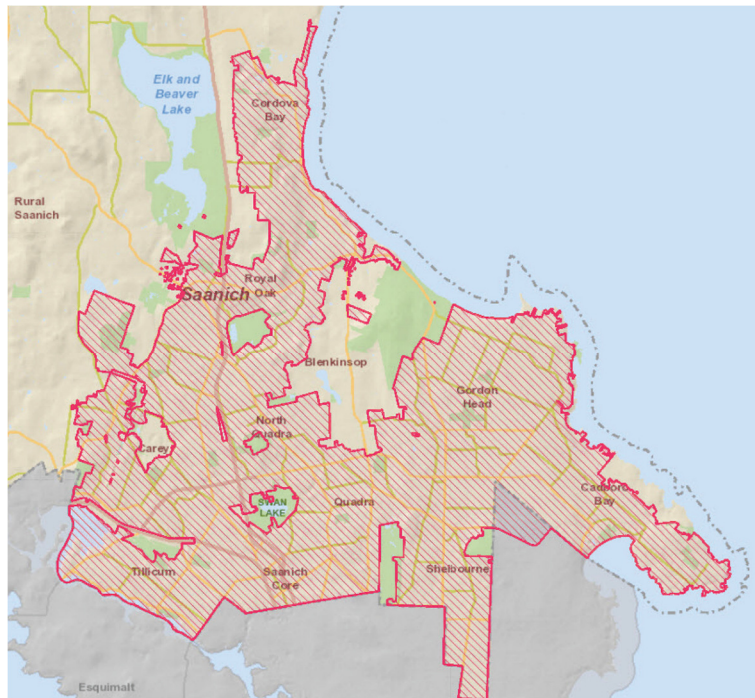 Elk and
Beaver
Lake
Cordova
Bay
Rural
Saanich
Royal
Oak
Saanich
Blenkinsop
Gordon
Head
North
Quadra
Carey
Cadboro
Bay
Quadra
SWAN
LAKE
Tillicum
Saanich
Core
Shelbourne
Esquimalt